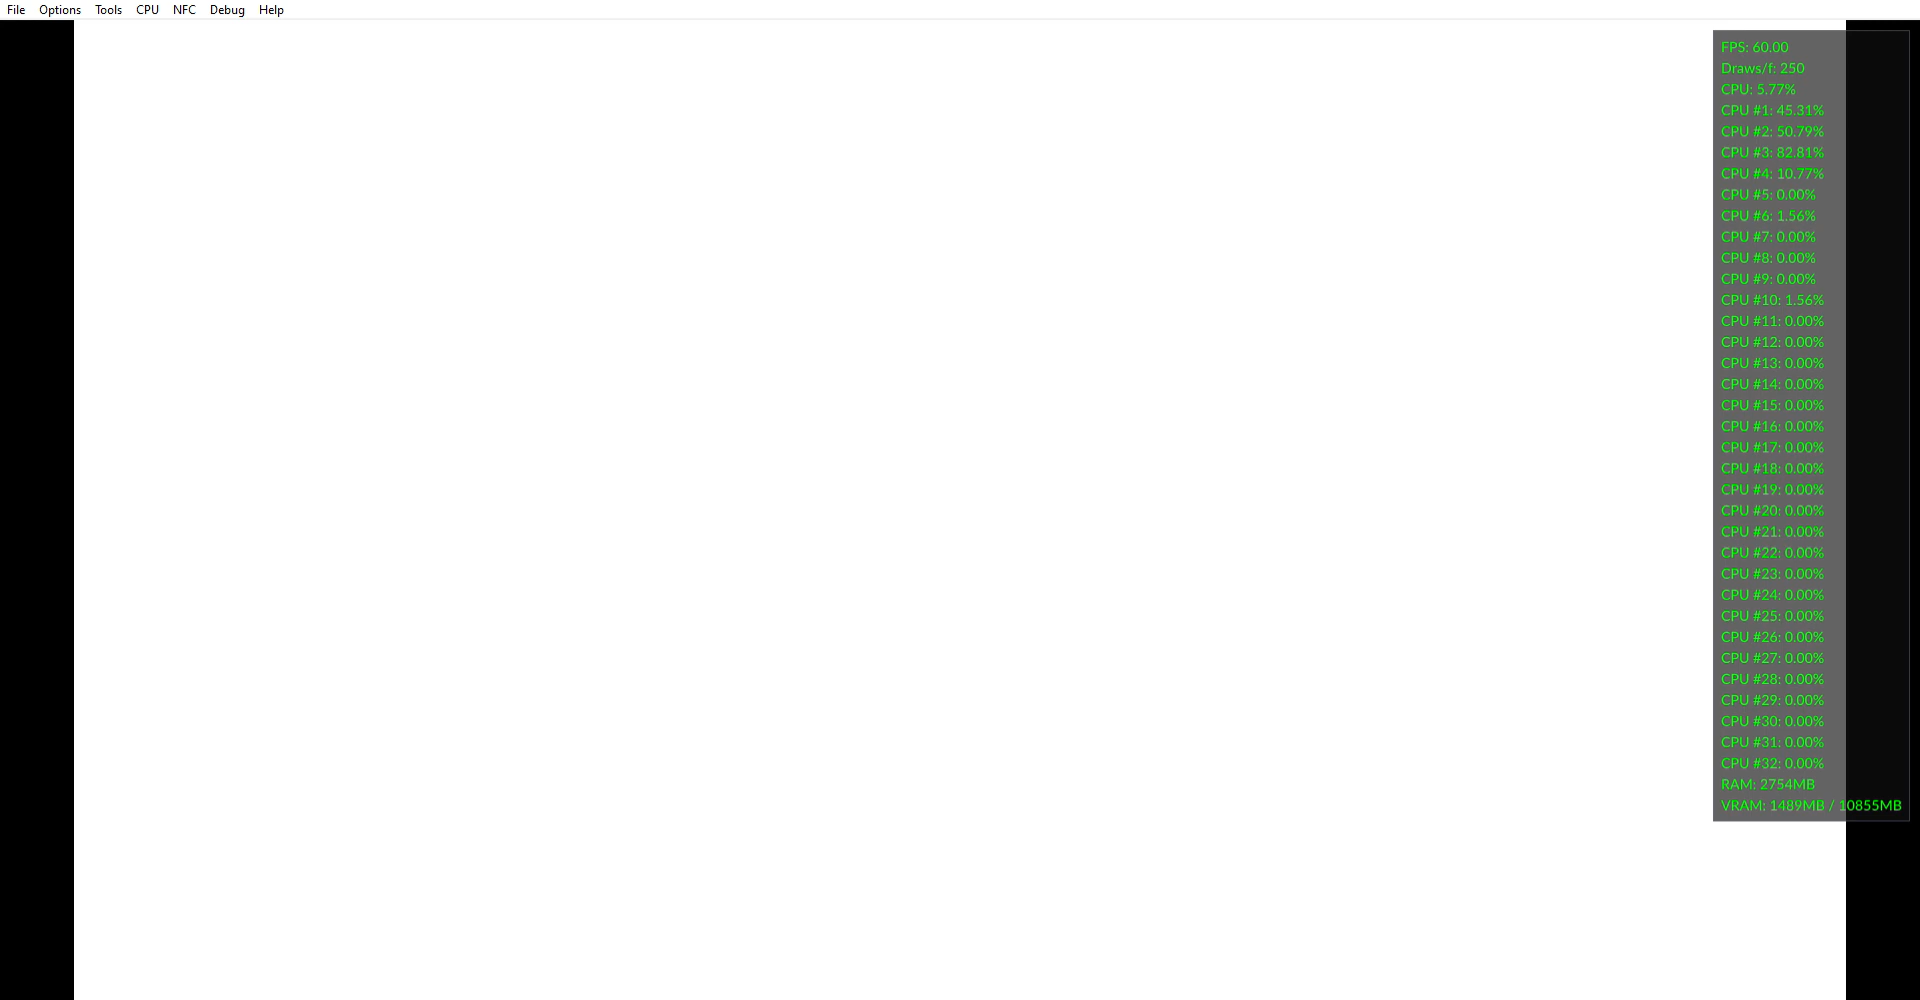 File Options Tools CPU NFC Debug Help
FPS: 60.00
Draws/f: 250
CPU: 5.77%
CPU #1: 45.31%
CPU #2: 50.79%
CPU #3: 82.81%
CPU #4: 10.77%
CPU #5: 0.00%
CPU #6: 1.56%
CPU #7: 0.00%
CPU #8: 0.00%
CPU #9: 0.00%
CPU #10: 1.56%
CPU #11: 0.00%
CPU #12: 0.00%
CPU #13: 0.00%
CPU #14: 0.00%
CPU #15: 0.00%
CPU #16: 0.00%
CPU #17: 0.00%
CPU #18: 0.00%
CPU #19: 0.00%
CPU #20: 0.00%
CPU #21: 0.00%
CPU #22: 0.00%
CPU #23: 0.00%
CPU #24: 0.00%
CPU #25: 0.00%
CPU #26: 0.00%
CPU #27: 0.00%
CPU #28: 0.00%
CPU #29: 0.00%
CPU #30: 0.00%
CPU #31: 0.00%
CPU #32: 0.00%
RAM: 2754MB
VRAM: 1489MB / 10855MB